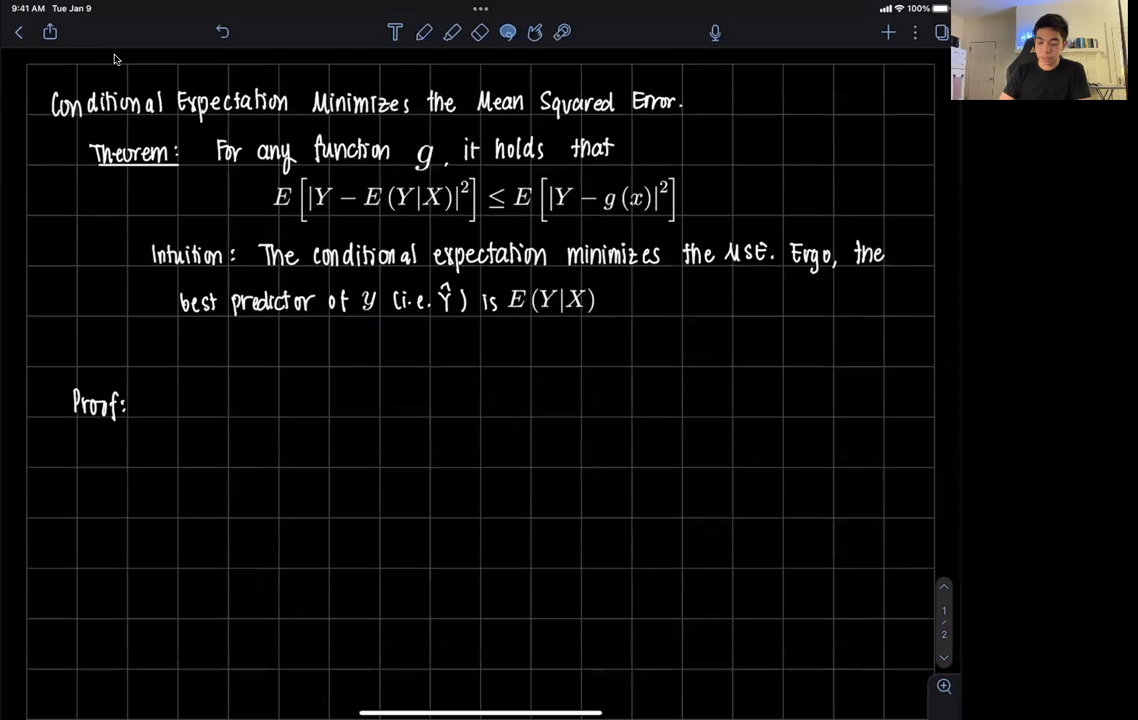 9:41 AM Tue Jan 9
100%
Conditional Expectation Minimizes the Mean Squared Error.
Theorem: For any function g, it holds that
E[|Y − E(Y|X)|²] ≤ E[|Y − g(x)|²]
Intuition: The conditional expectation minimizes the MSE. Ergo, the
best predictor of y (i.e. Ŷ) is E(Y|X)
Proof:
1
/
2